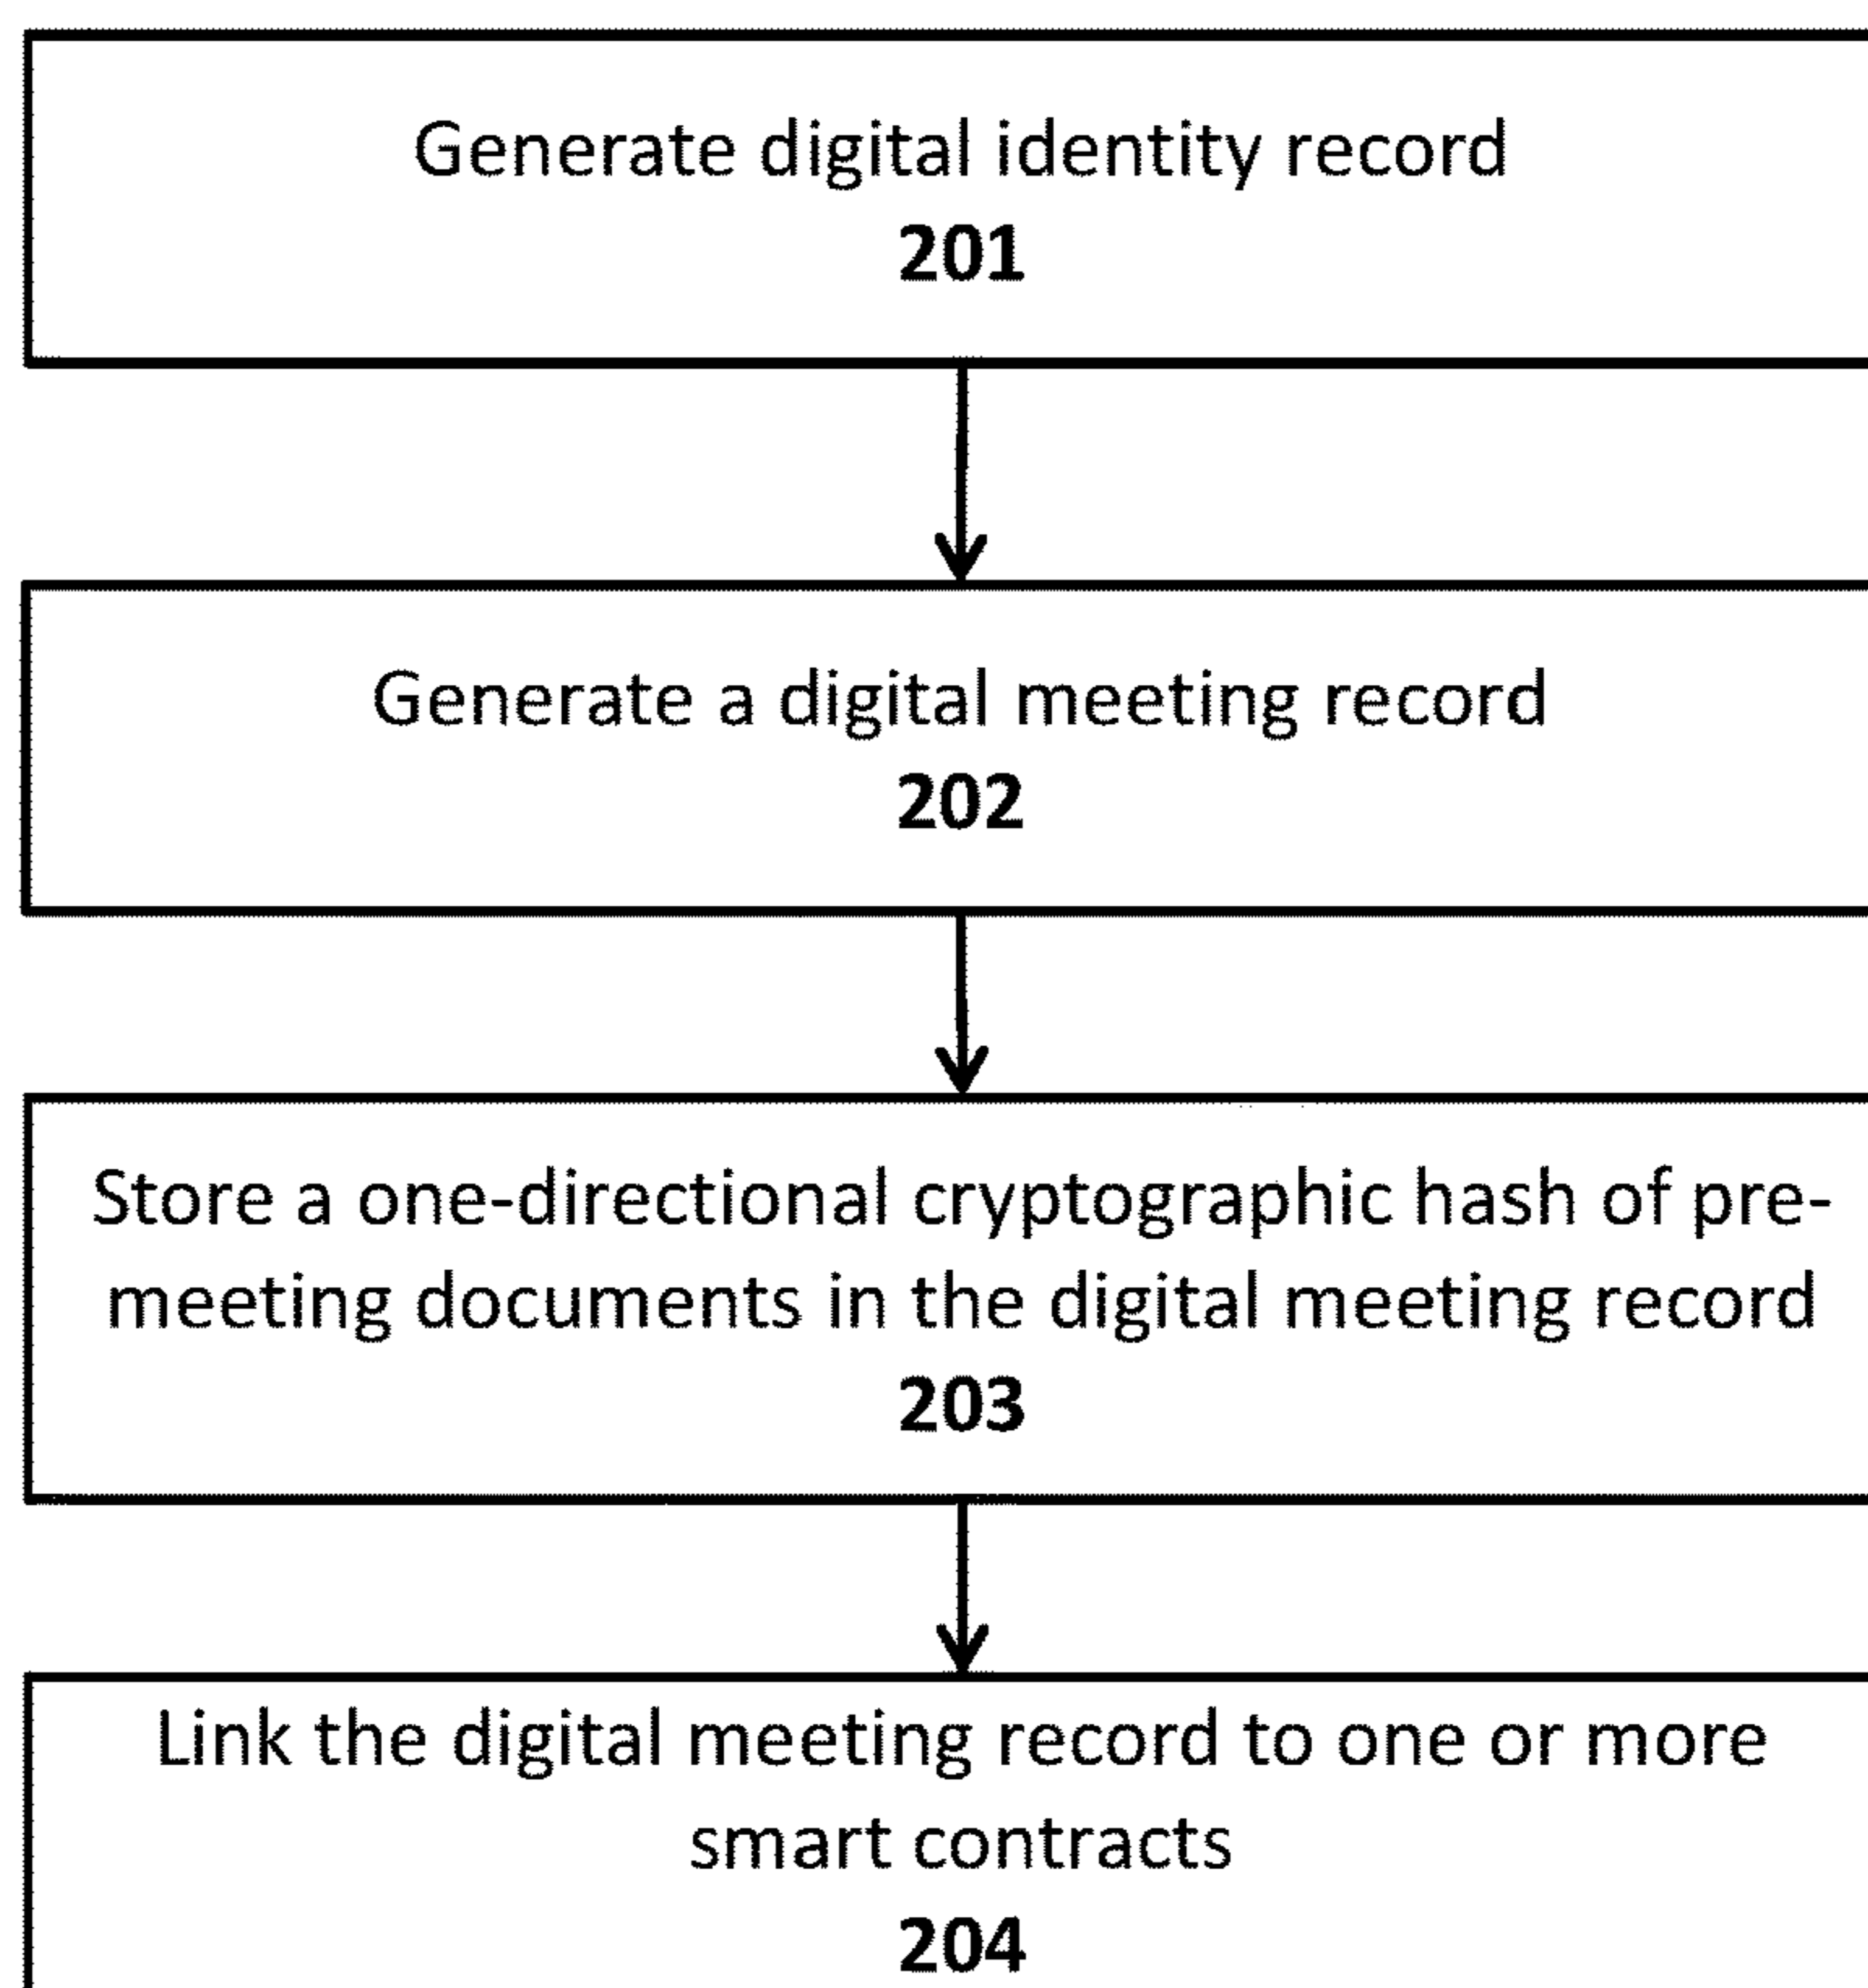 Generate digital identity record
201
Generate a digital meeting record
202
Store a one-directional cryptographic hash of pre-
meeting documents in the digital meeting record
203
Link the digital meeting record to one or more
smart contracts
204